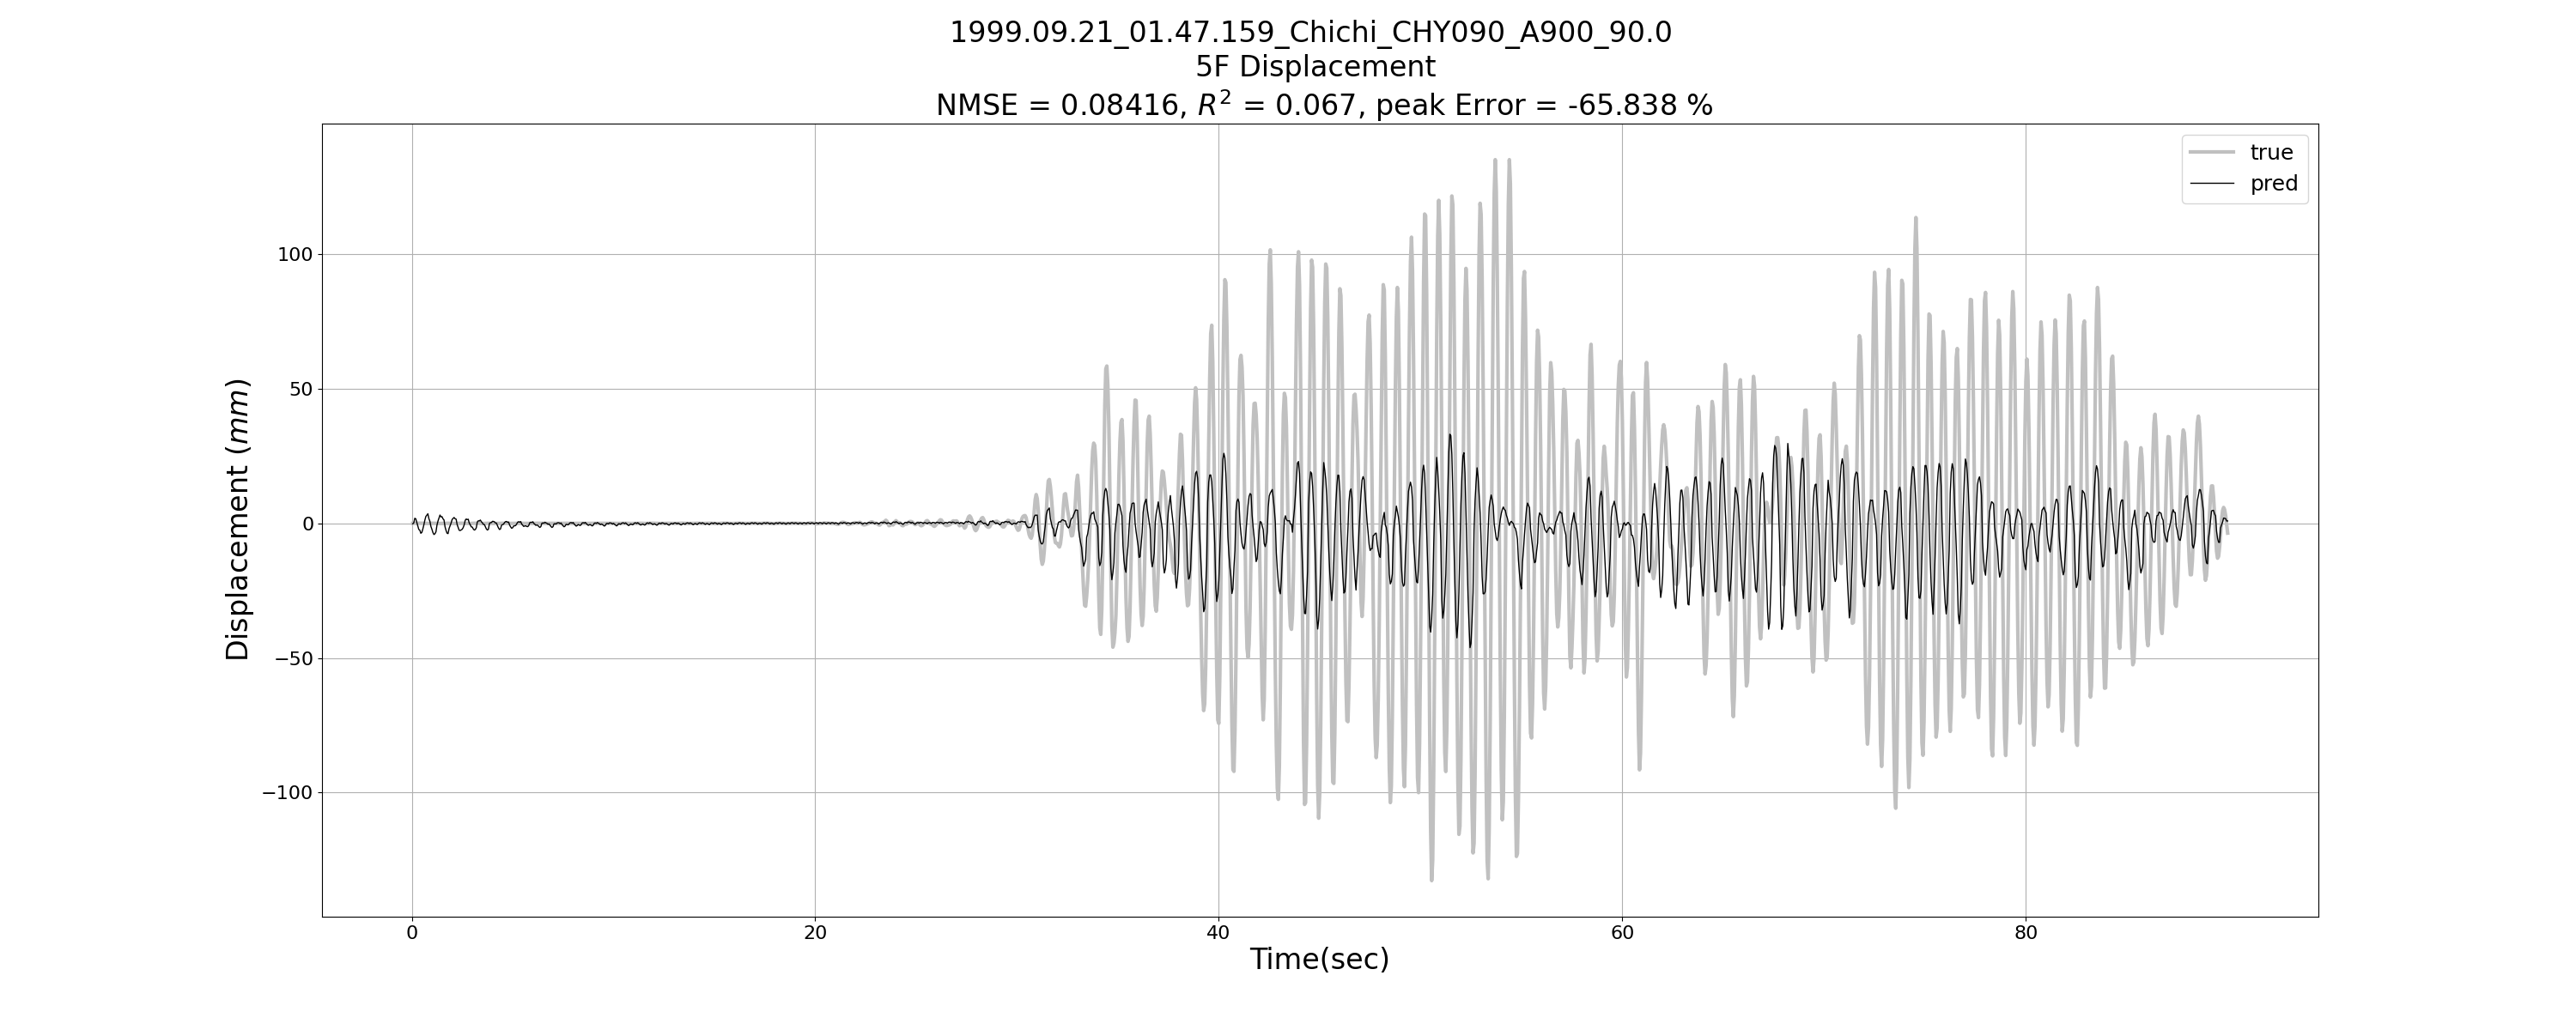 1999.09.21_01.47.159_Chichi_CHY090_A900_90.0
5F Displacement
NMSE = 0.08416, R² = 0.067, peak Error = -65.838 %
true
pred
Displacement (mm)
100
50
0
−50
−100
0 20 40 60 80
Time(sec)